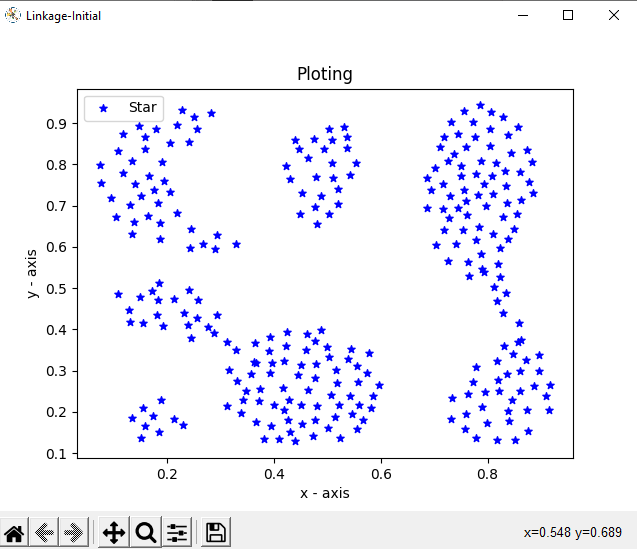 Linkage-Initial
Ploting
Star
0.9
0.8
0.7
0.6
0.5
0.4
0.3
0.2
0.1
y - axis
0.2 0.4 0.6 0.8
x - axis
x=0.548 y=0.689